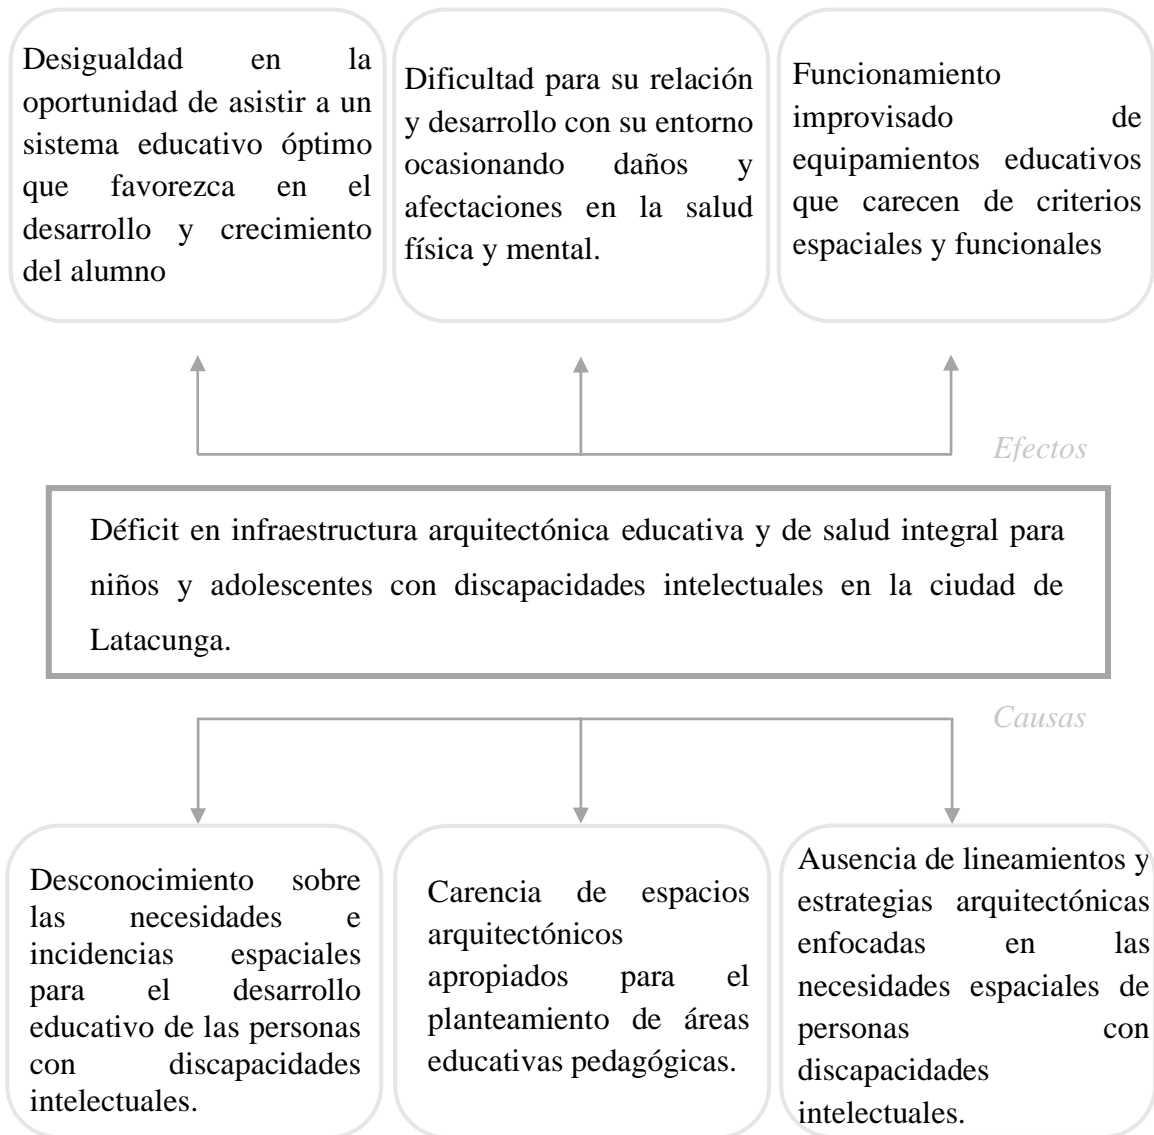 Desigualdad en la
oportunidad de asistir a un
sistema educativo óptimo
que favorezca en el
desarrollo y crecimiento
del alumno
Dificultad para su relación
y desarrollo con su entorno
ocasionando daños y
afectaciones en la salud
física y mental.
Funcionamiento
improvisado de
equipamientos educativos
que carecen de criterios
espaciales y funcionales
Efectos
Déficit en infraestructura arquitectónica educativa y de salud integral para
niños y adolescentes con discapacidades intelectuales en la ciudad de
Latacunga.
Causas
Desconocimiento sobre
las necesidades e
incidencias espaciales
para el desarrollo
educativo de las personas
con discapacidades
intelectuales.
Carencia de espacios
arquitectónicos
apropiados para el
planteamiento de áreas
educativas pedagógicas.
Ausencia de lineamientos y
estrategias arquitectónicas
enfocadas en las
necesidades espaciales de
personas con
discapacidades
intelectuales.